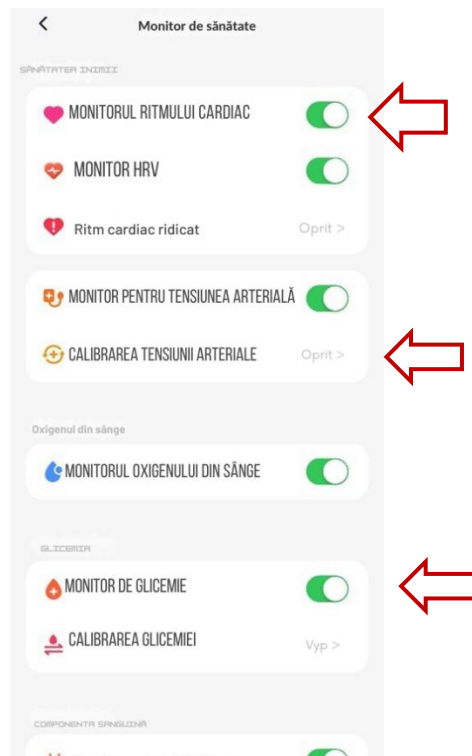 Monitor de sănătate
SĂNĂTATEA INIMII
MONITORUL RITMULUI CARDIAC
MONITOR HRV
Ritm cardiac ridicat Oprit >
MONITOR PENTRU TENSIUNEA ARTERIALĂ
CALIBRAREA TENSIUNII ARTERIALE Oprit >
Oxigenul din sânge
MONITORUL OXIGENULUI DIN SÂNGE
GLICEMIA
MONITOR DE GLICEMIE
CALIBRAREA GLICEMIEI Vyp >
COMPONENTA SANGUINĂ